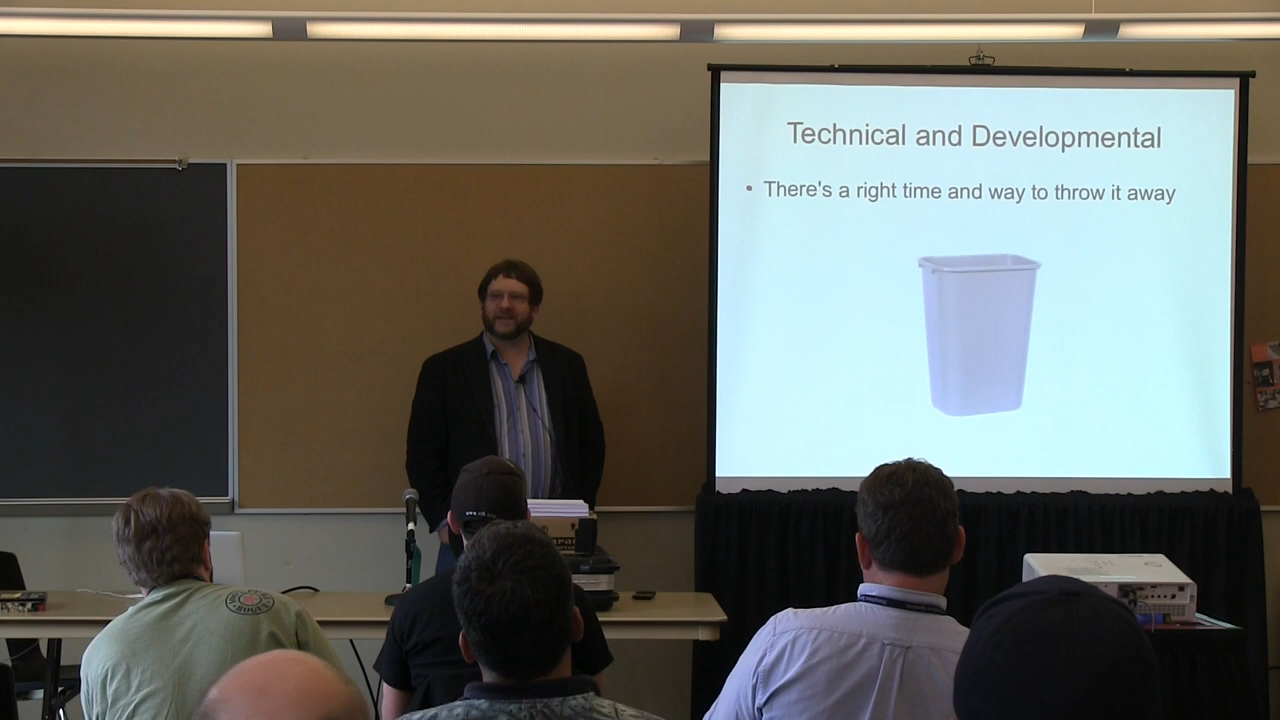 Technical and Developmental
• There's a right time and way to throw it away